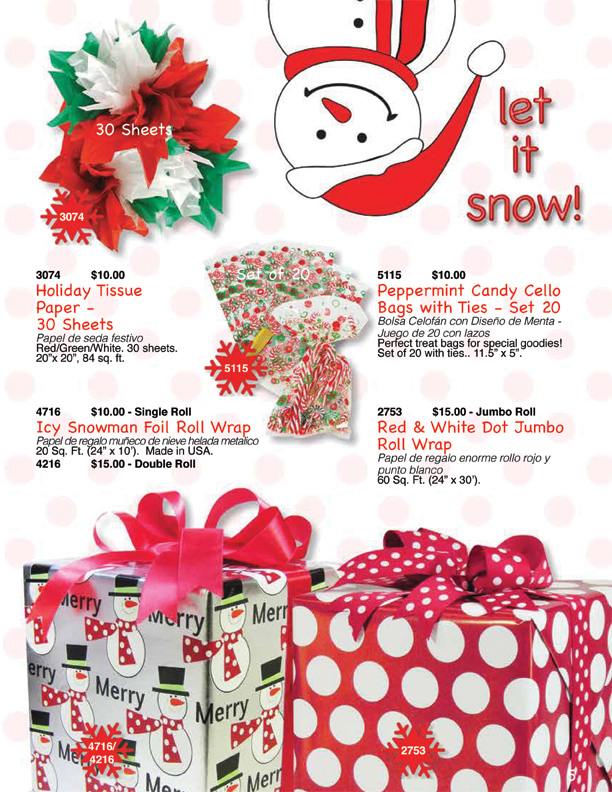 30 Sheets
3074
let
it
snow!
3074 $10.00
Holiday Tissue
Paper –
30 Sheets
Papel de seda festivo
Red/Green/White. 30 sheets.
20"x 20", 84 sq. ft.
Set of 20
5115
5115 $10.00
Peppermint Candy Cello
Bags with Ties – Set 20
Bolsa Celofán con Diseño de Menta -
Juego de 20 con lazos
Perfect treat bags for special goodies!
Set of 20 with ties.. 11.5" x 5".
4716 $10.00 - Single Roll
Icy Snowman Foil Roll Wrap
Papel de regalo muñeco de nieve helada metalico
20 Sq. Ft. (24" x 10'). Made in USA.
4216 $15.00 - Double Roll
2753 $15.00 - Jumbo Roll
Red & White Dot Jumbo
Roll Wrap
Papel de regalo enorme rollo rojo y
punto blanco
60 Sq. Ft. (24" x 30').
Merry
Merry
Merry
Merry
Merry
Merry
4716/
4216
2753
5